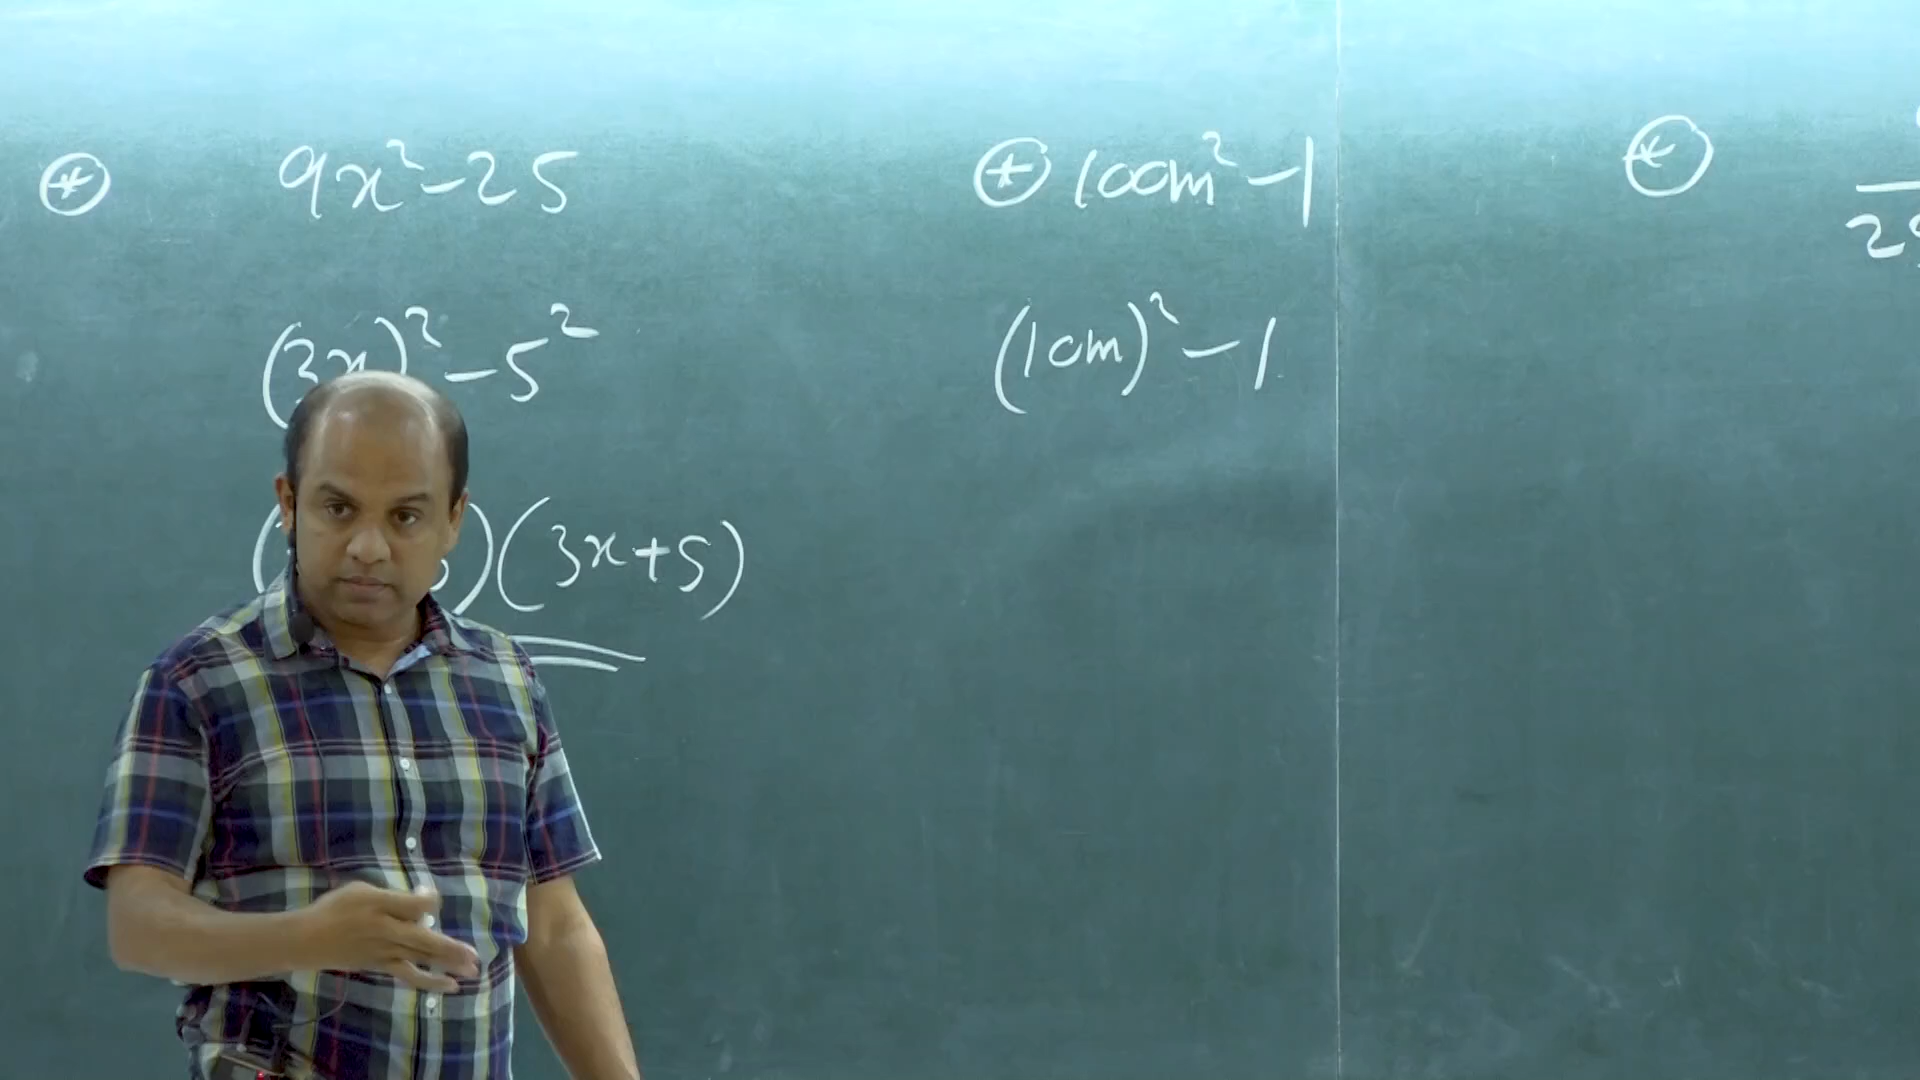 9x² - 25
(3x)² - 5²
)(3x+5)
100m² - 1
(10m)² - 1